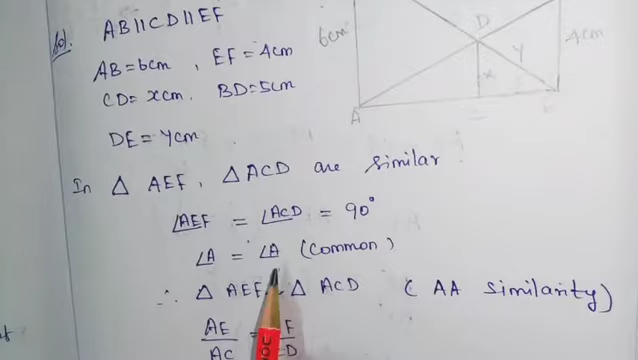 Sol. AB||CD||EF
AB=6cm, EF=4cm
CD=xcm. BD=5cm
DE=ycm
In △ AEF, △ACD are similar
∠AEF = ∠ACD = 90°
∠A = ∠A (common)
∴ △ AEF △ ACD (AA similarity)
AE/AC =
6cm
D
4cm
x
y
A